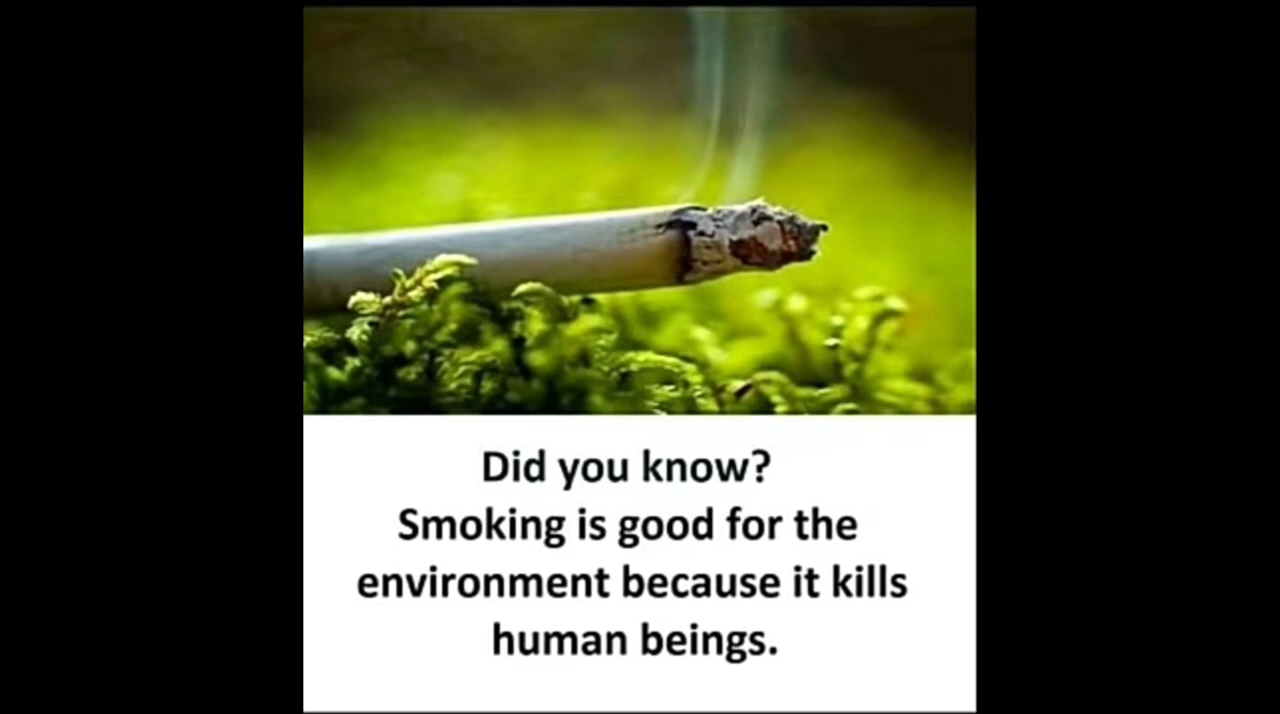 Did you know?
Smoking is good for the
environment because it kills
human beings.